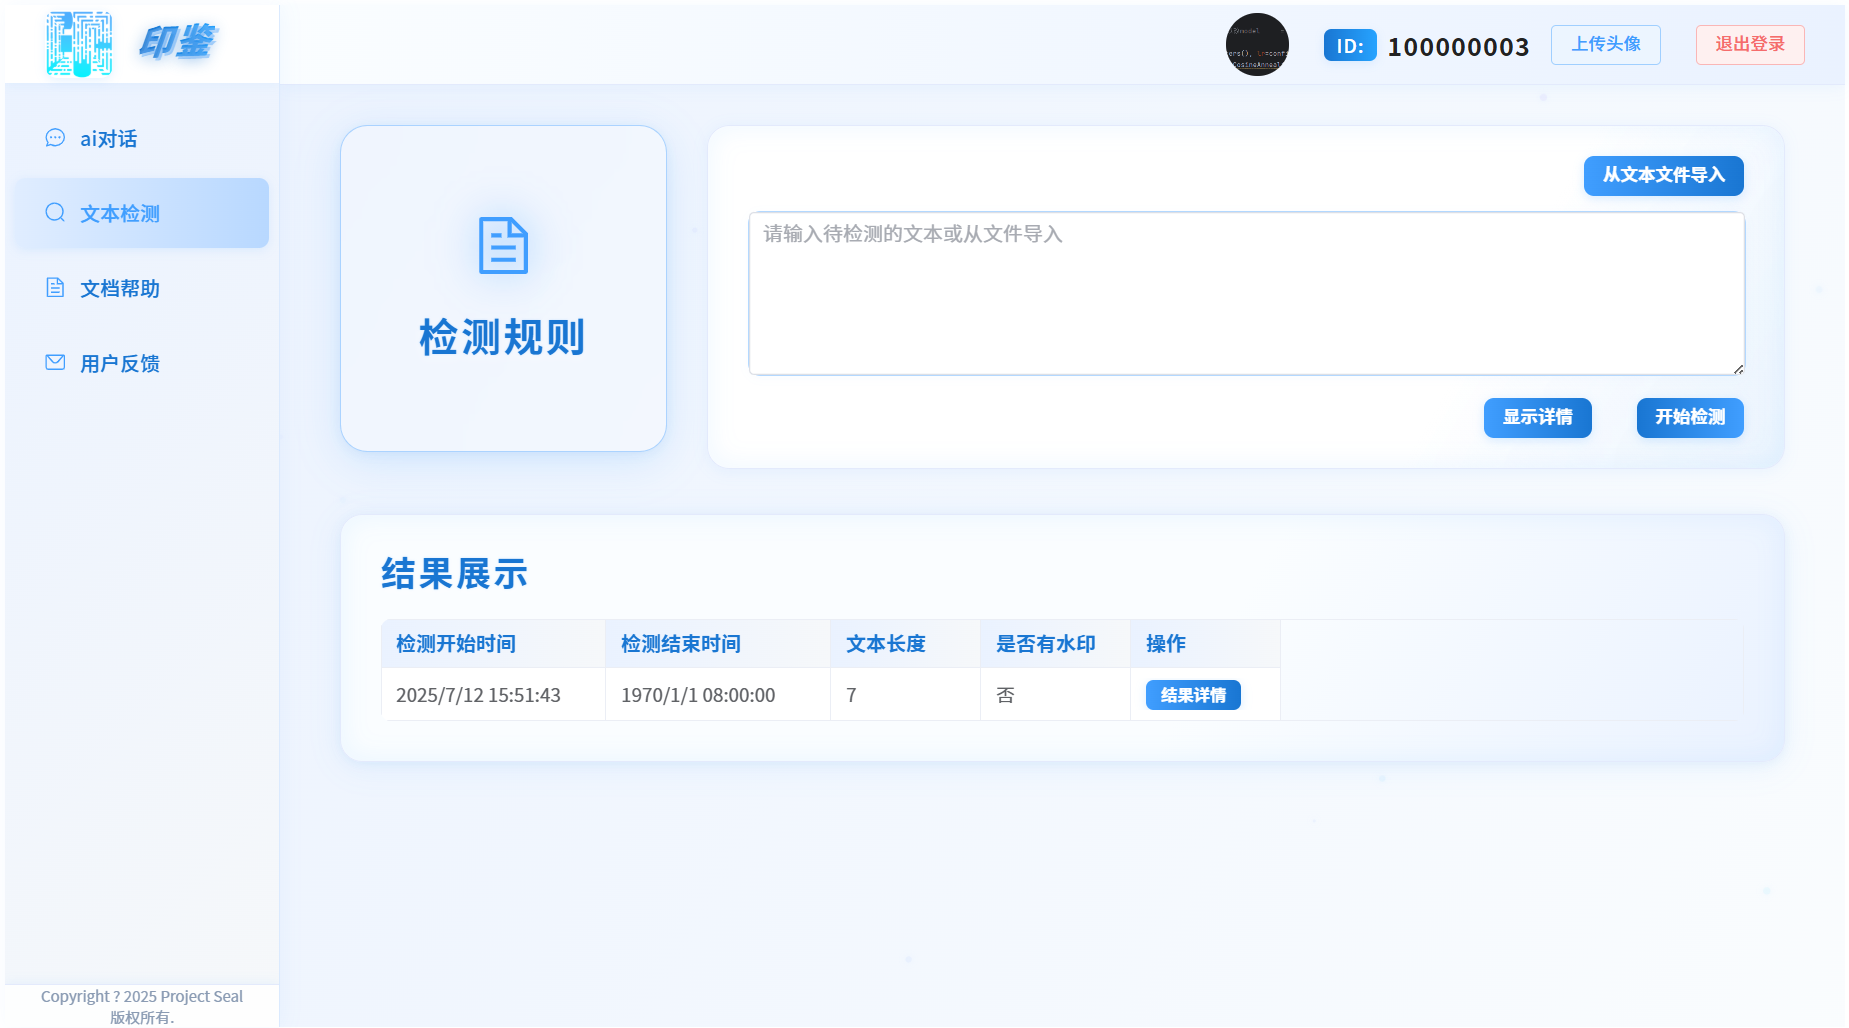 印鉴
ID: 100000003
上传头像
退出登录
ai对话
文本检测
文档帮助
用户反馈
检测规则
从文本文件导入
请输入待检测的文本或从文件导入
显示详情
开始检测
结果展示
检测开始时间 检测结束时间 文本长度 是否有水印 操作
2025/7/12 15:51:43 1970/1/1 08:00:00 7 否 结果详情
Copyright ? 2025 Project Seal
版权所有.